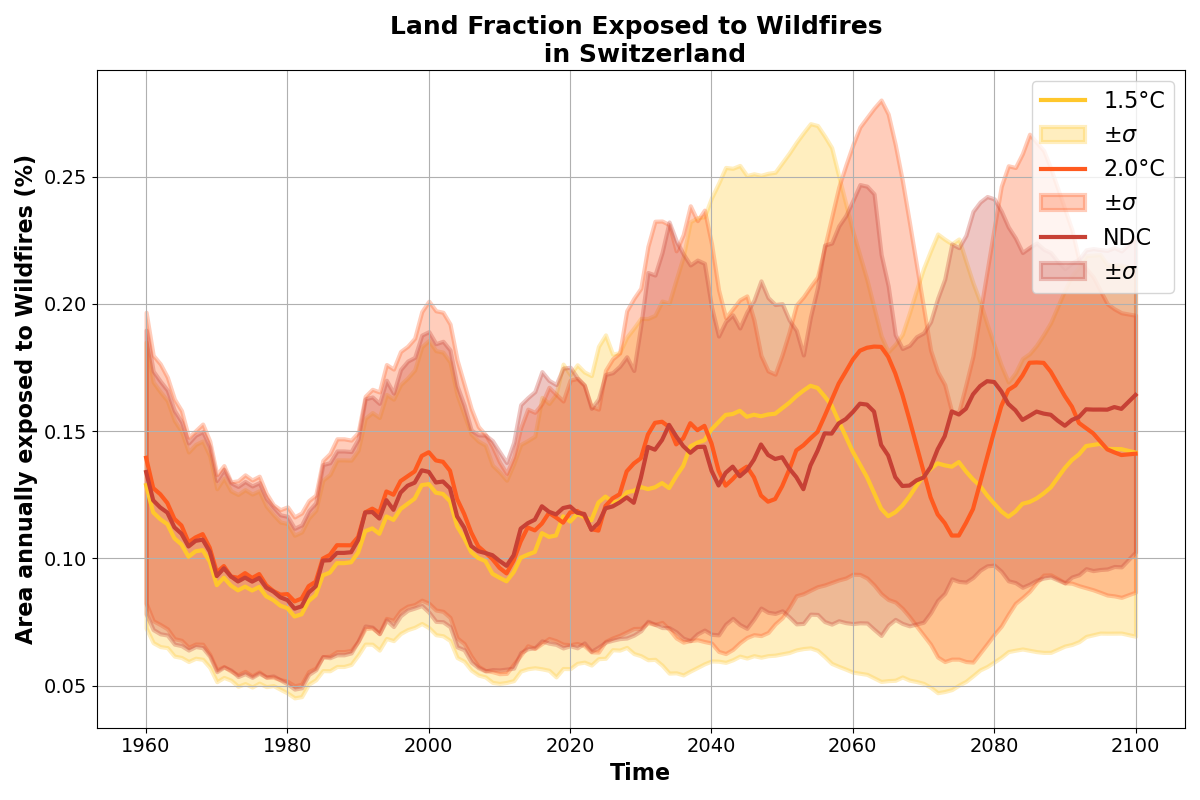 Land Fraction Exposed to Wildfires
in Switzerland
Area annually exposed to Wildfires (%)
0.25
0.20
0.15
0.10
0.05
1.5°C
±σ
2.0°C
±σ
NDC
±σ
1960 1980 2000 2020 2040 2060 2080 2100
Time